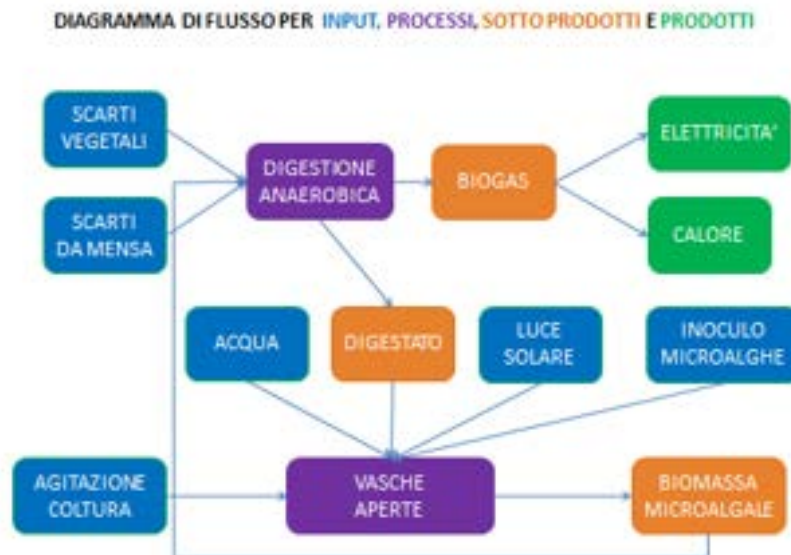 DIAGRAMMA DI FLUSSO PER INPUT, PROCESSI, SOTTO PRODOTTI E PRODOTTI
SCARTI
VEGETALI
DIGESTIONE
ANAEROBICA
BIOGAS
ELETTRICITA'
SCARTI
DA MENSA
CALORE
ACQUA
DIGESTATO
LUCE
SOLARE
INOCULO
MICROALGHE
AGITAZIONE
COLTURA
VASCHE
APERTE
BIOMASSA
MICROALGALE